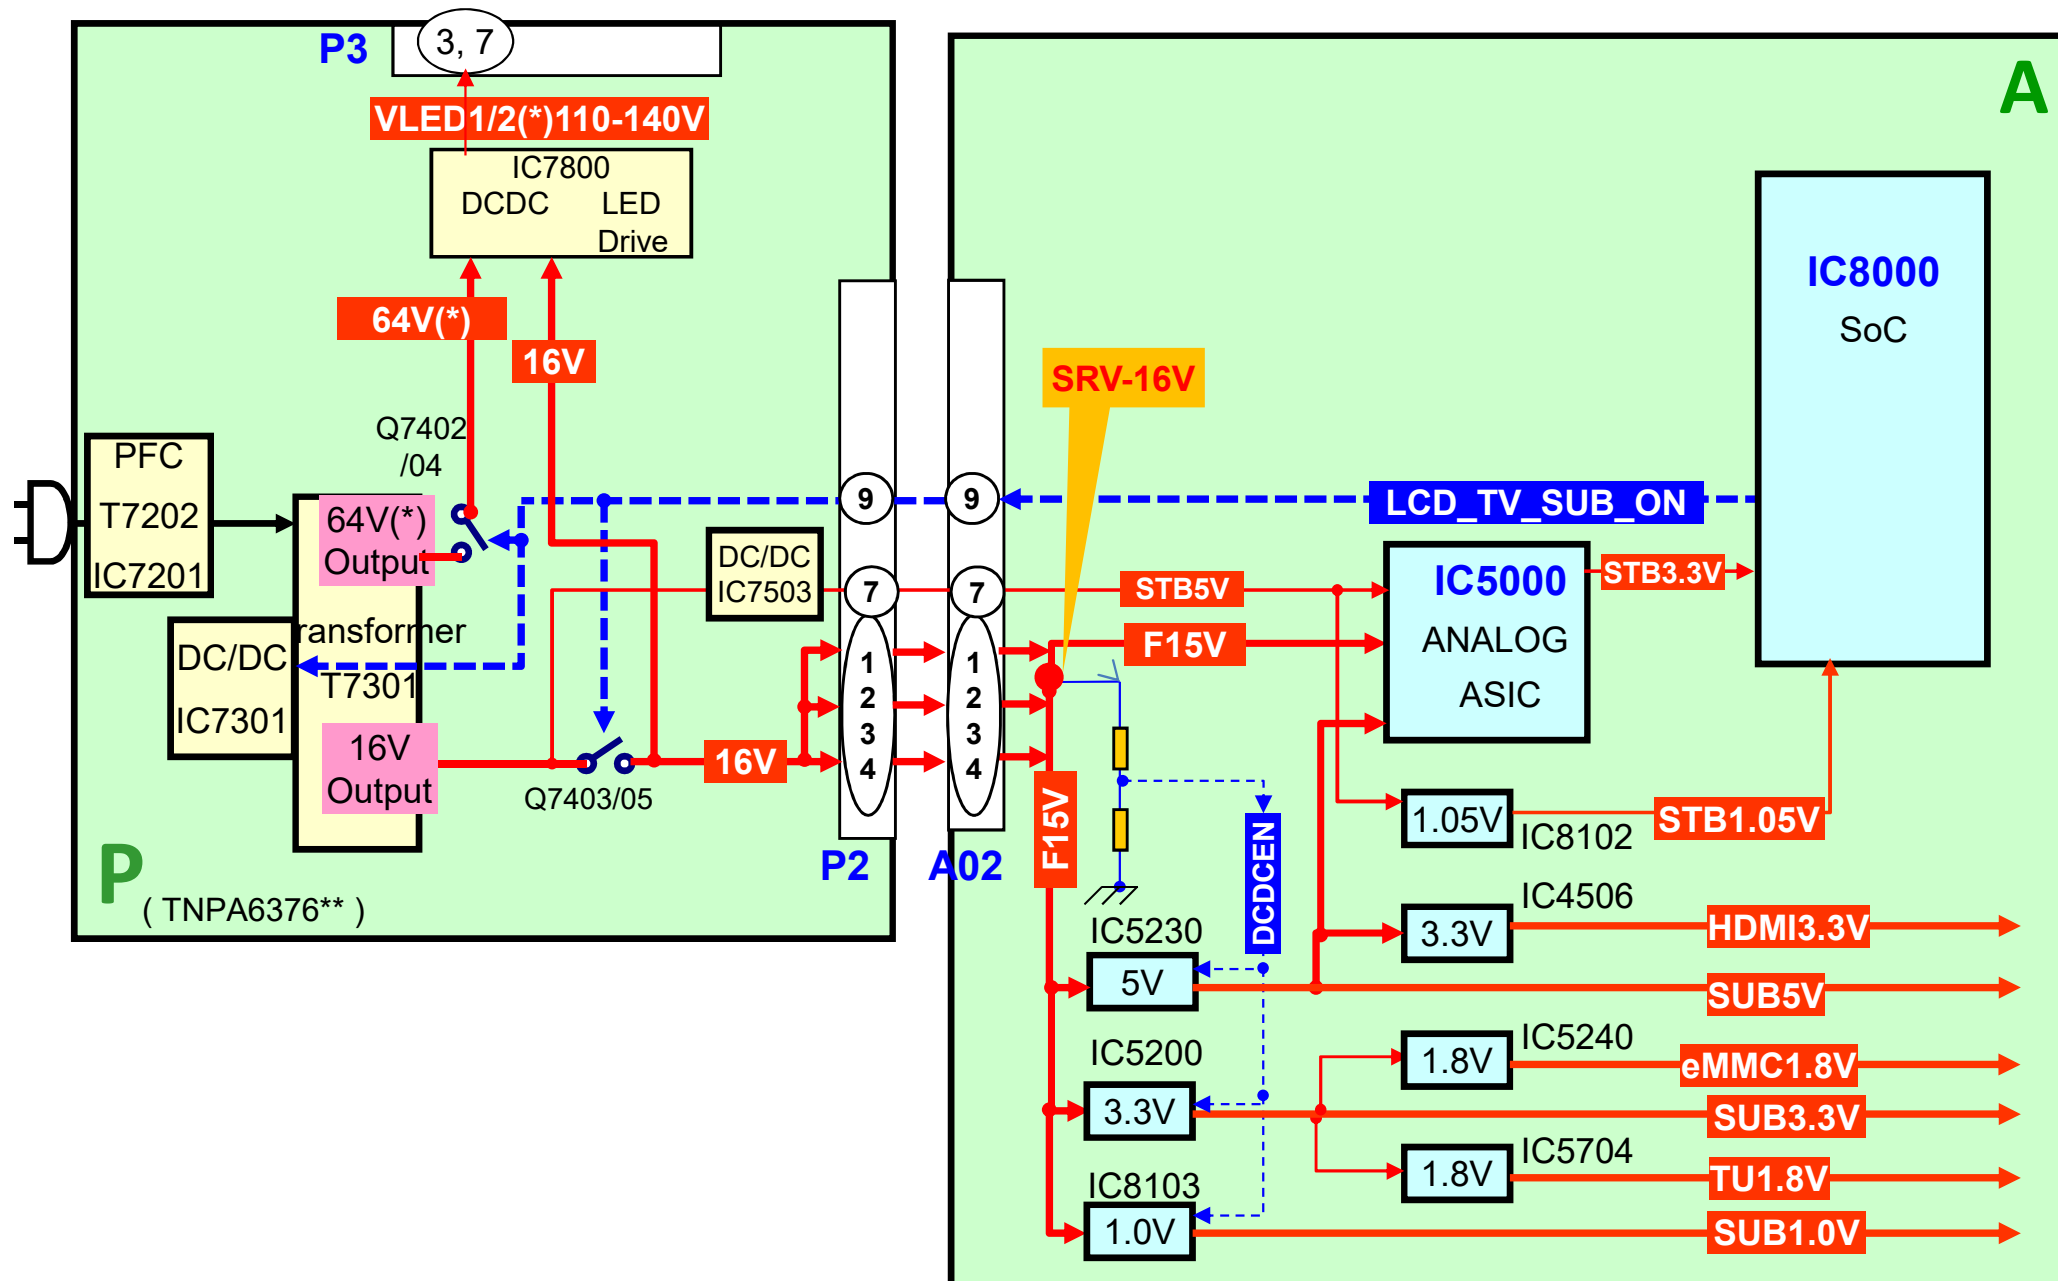 P3
3, 7
VLED1/2(*)110-140V
IC7800
DCDC LED
Drive
64V(*)
16V
Q7402
/04
PFC
T7202
IC7201
64V(*)
Output
DC/DC
IC7503
ransformer
T7301
DC/DC
IC7301
16V
Output
Q7403/05
16V
P
( TNPA6376** )
9
7
1
2
3
4
P2
A
9
7
1
2
3
4
A02
SRV-16V
LCD_TV_SUB_ON
IC8000
SoC
STB5V
F15V
IC5000
ANALOG
ASIC
STB3.3V
F15V
DCDCEN
1.05V
IC8102
STB1.05V
IC4506
3.3V
HDMI3.3V
IC5230
5V
SUB5V
IC5240
1.8V
eMMC1.8V
IC5200
3.3V
SUB3.3V
IC5704
1.8V
TU1.8V
IC8103
1.0V
SUB1.0V